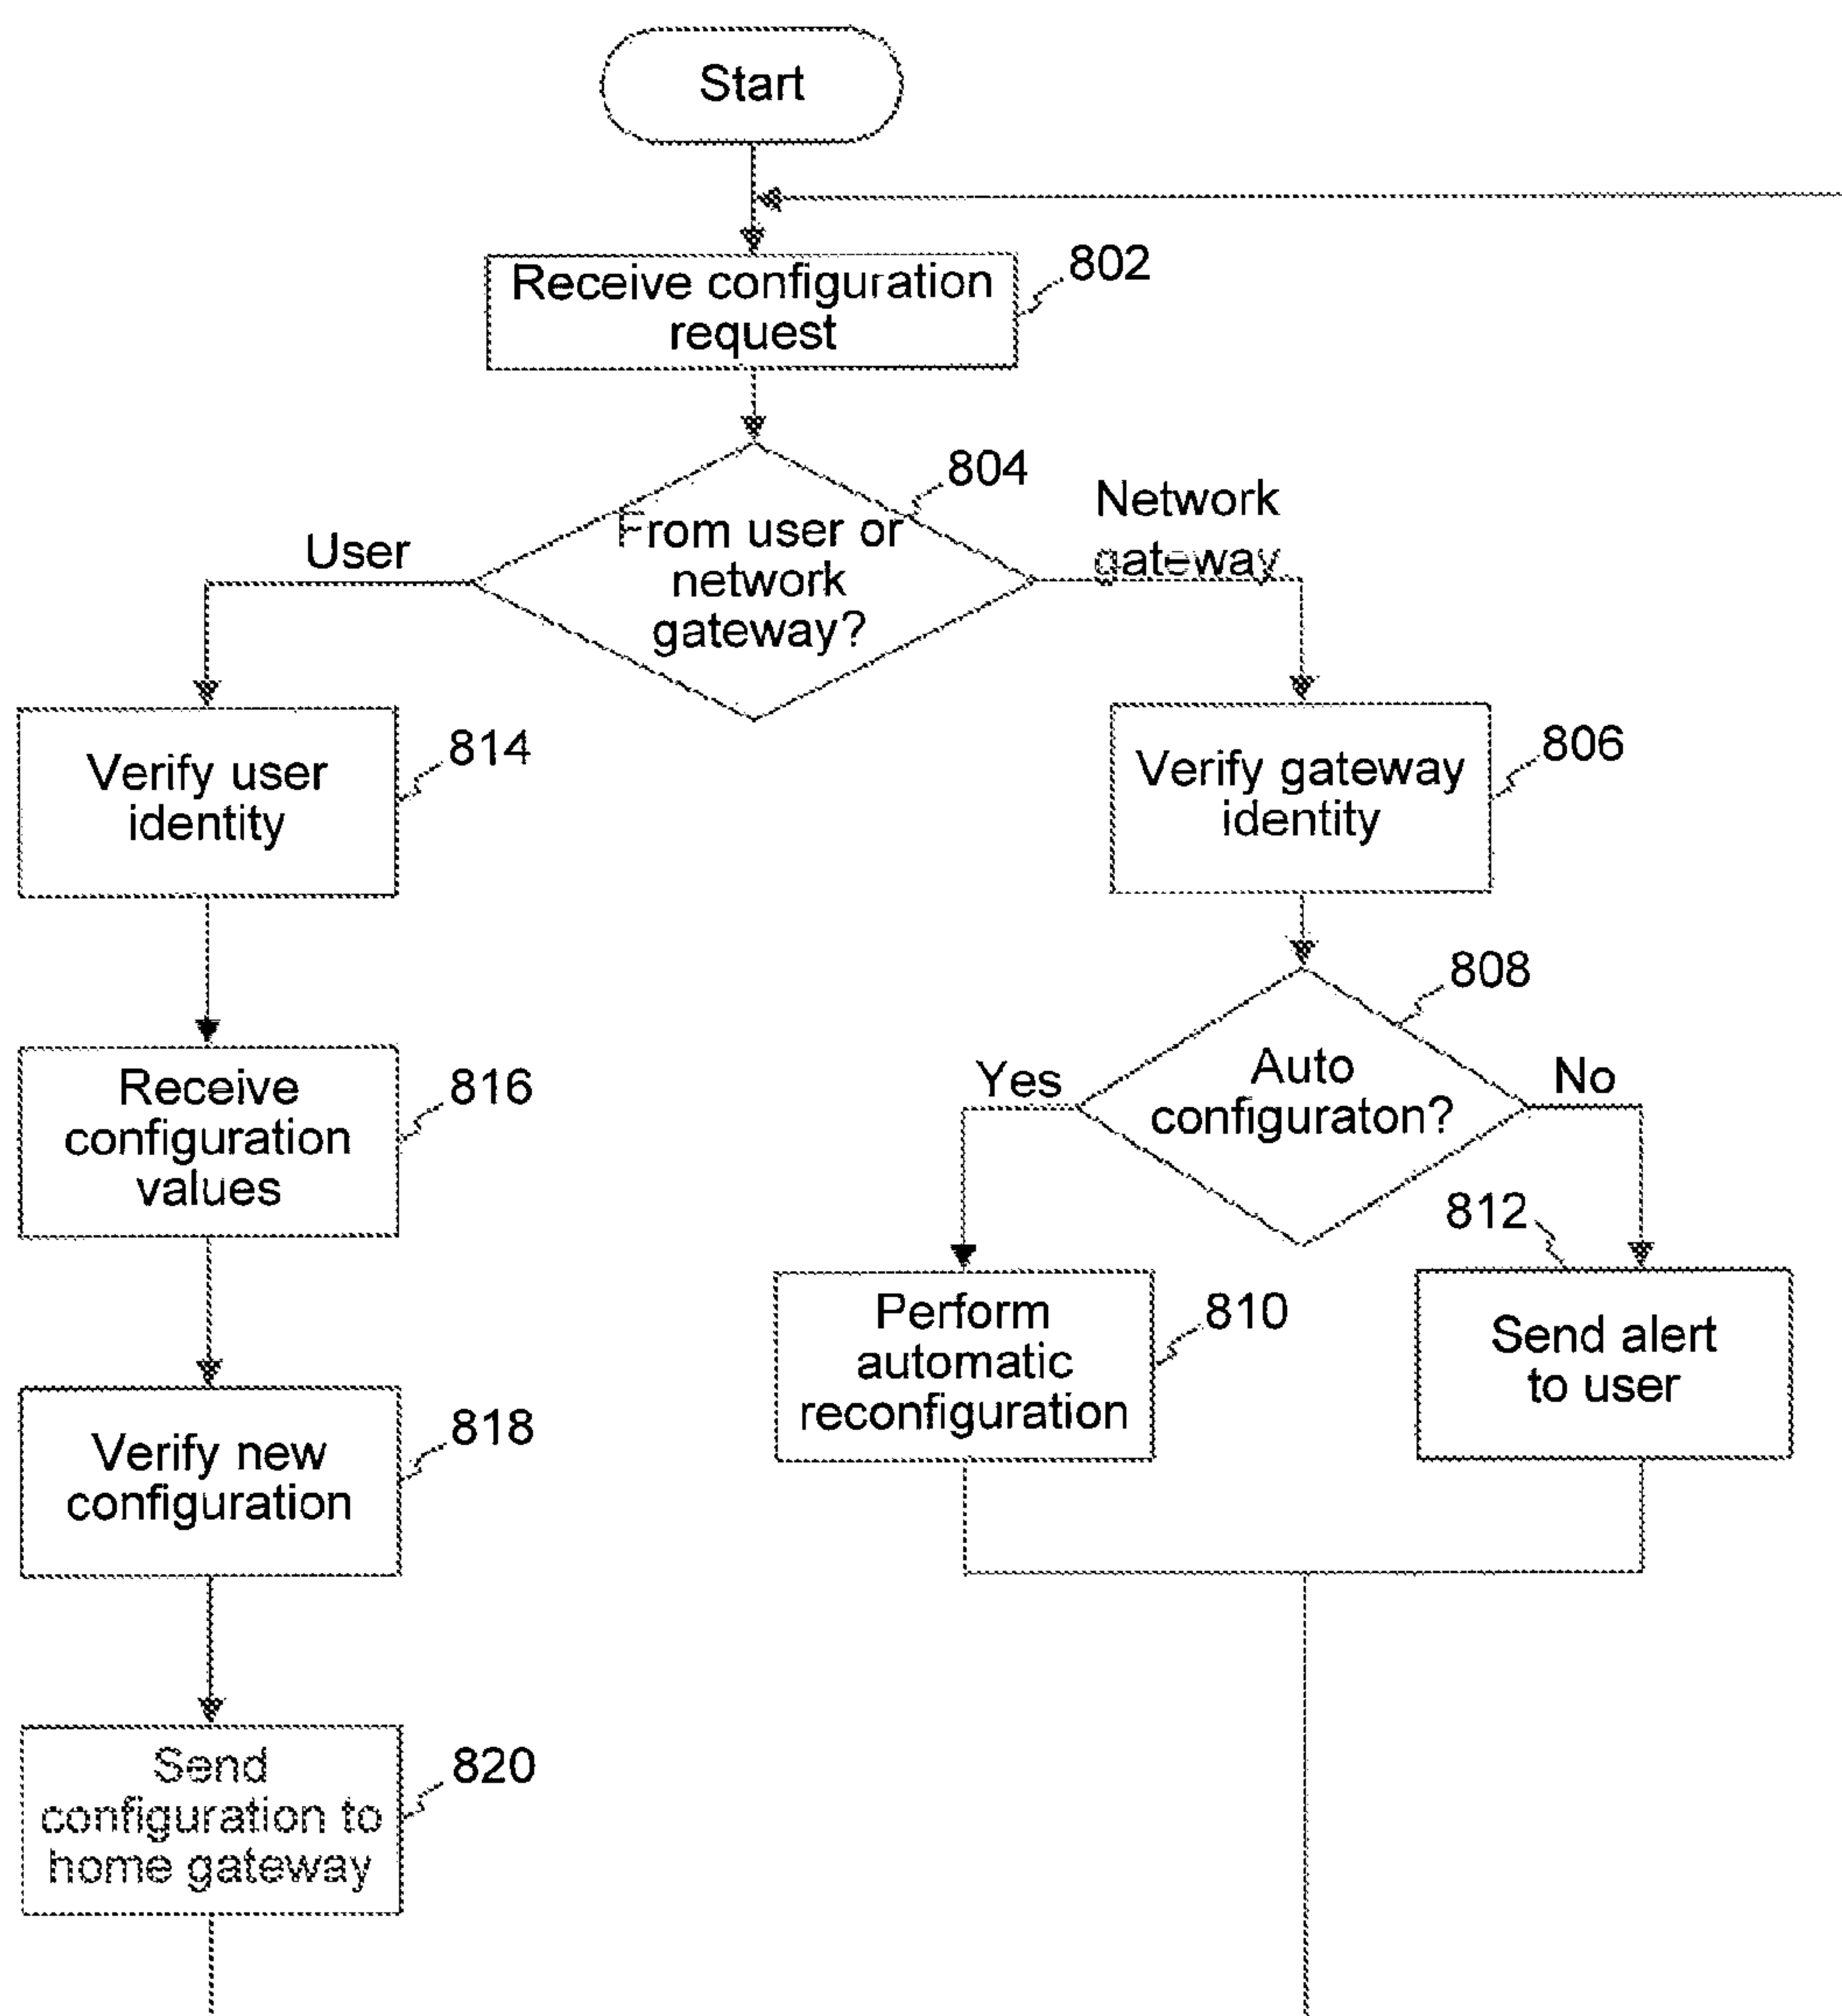 Start
Receive configuration
request
802
From user or
network
gateway?
804
User
Network
gateway
Verify user
identity
814
Verify gateway
identity
806
Receive
configuration
values
816
Auto
configuraton?
808
Yes
No
Perform
automatic
reconfiguration
810
812
Send alert
to user
Verify new
configuration
818
Send
configuration to
home gateway
820